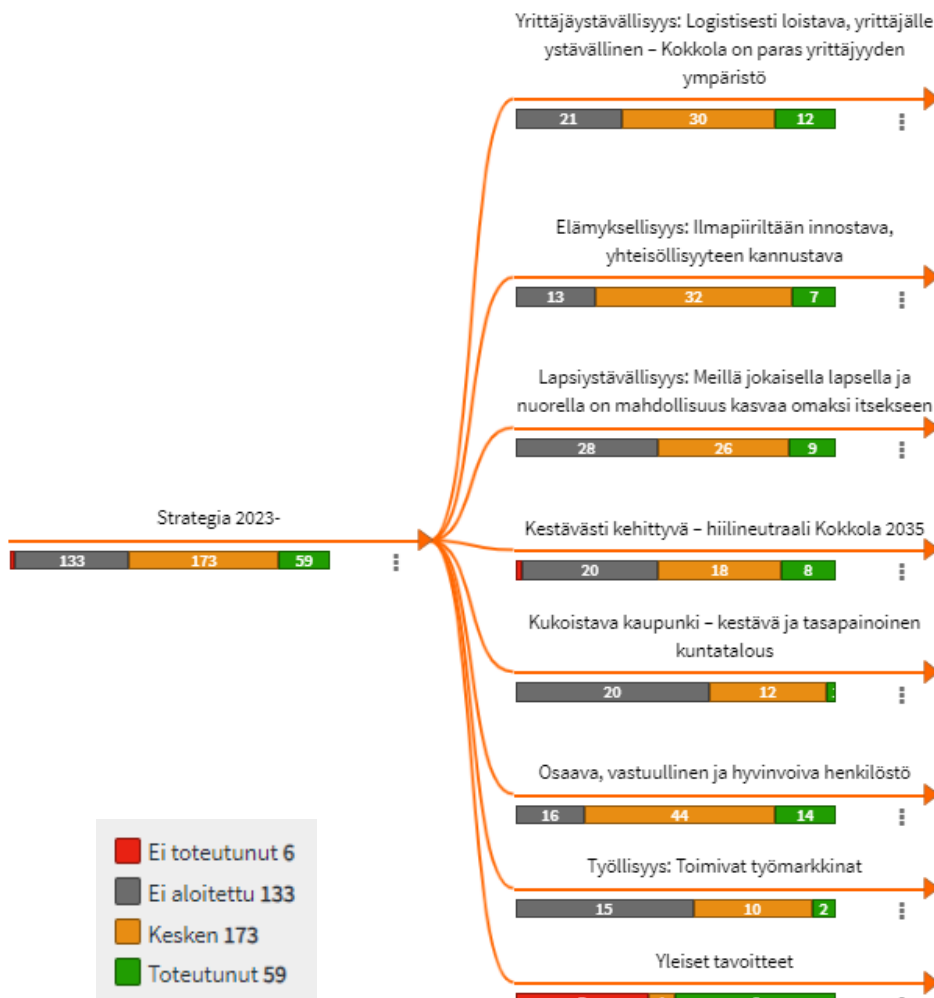 Yrittäjäystävällisyys: Logistisesti loistava, yrittäjälle
ystävällinen – Kokkola on paras yrittäjyyden
ympäristö
21 30 12
Elämyksellisyys: Ilmapiiriltään innostava,
yhteisöllisyyteen kannustava
13 32 7
Lapsiystävällisyys: Meillä jokaisella lapsella ja
nuorella on mahdollisuus kasvaa omaksi itsekseen
28 26 9
Strategia 2023-
133 173 59
Kestävästi kehittyvä – hiilineutraali Kokkola 2035
20 18 8
Kukoistava kaupunki – kestävä ja tasapainoinen
kuntatalous
20 12
Osaava, vastuullinen ja hyvinvoiva henkilöstö
16 44 14
Työllisyys: Toimivat työmarkkinat
15 10 2
Yleiset tavoitteet
Ei toteutunut 6
Ei aloitettu 133
Kesken 173
Toteutunut 59